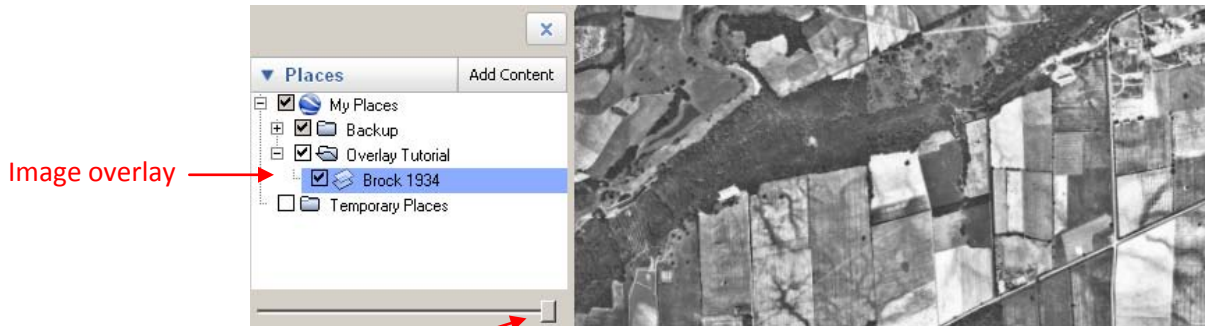 Places
Add Content
My Places
Backup
Overlay Tutorial
Image overlay
Brock 1934
Temporary Places